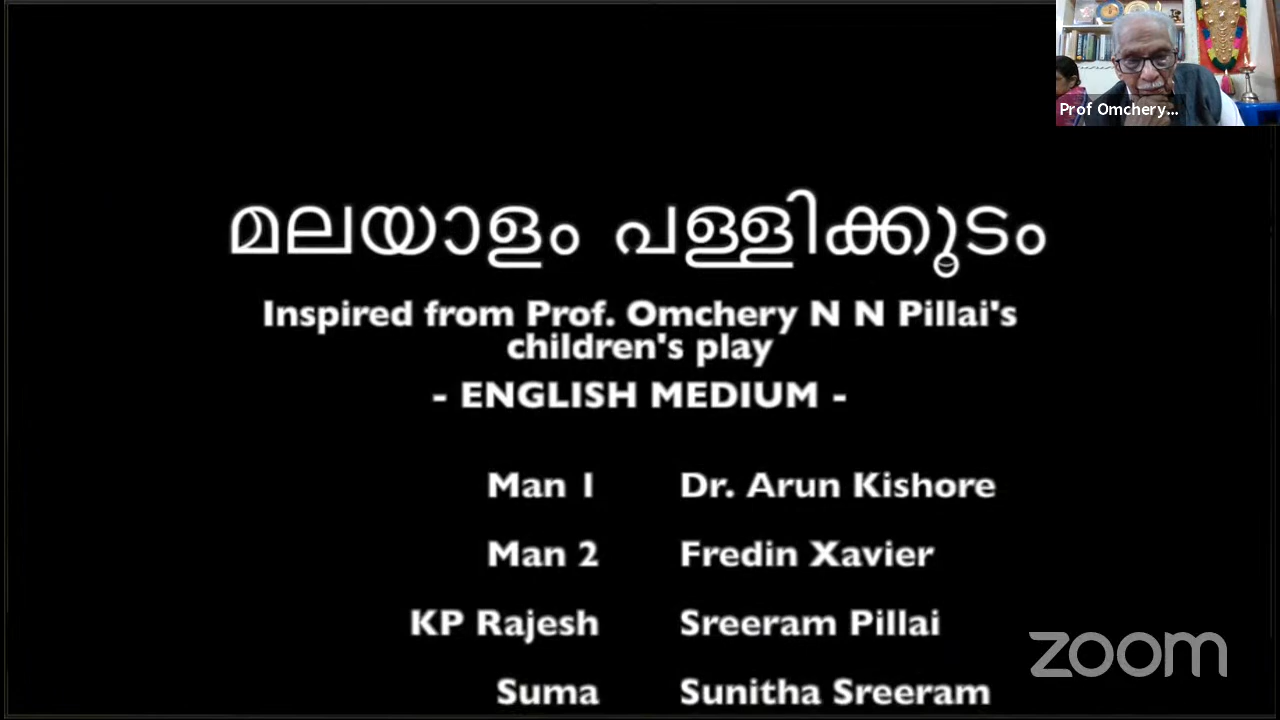 Prof Omchery...
മലയാളം പള്ളിക്കൂടം
Inspired from Prof. Omchery N N Pillai's
children's play
- ENGLISH MEDIUM -
Man 1 Dr. Arun Kishore
Man 2 Fredin Xavier
KP Rajesh Sreeram Pillai
Suma Sunitha Sreeram
zoom